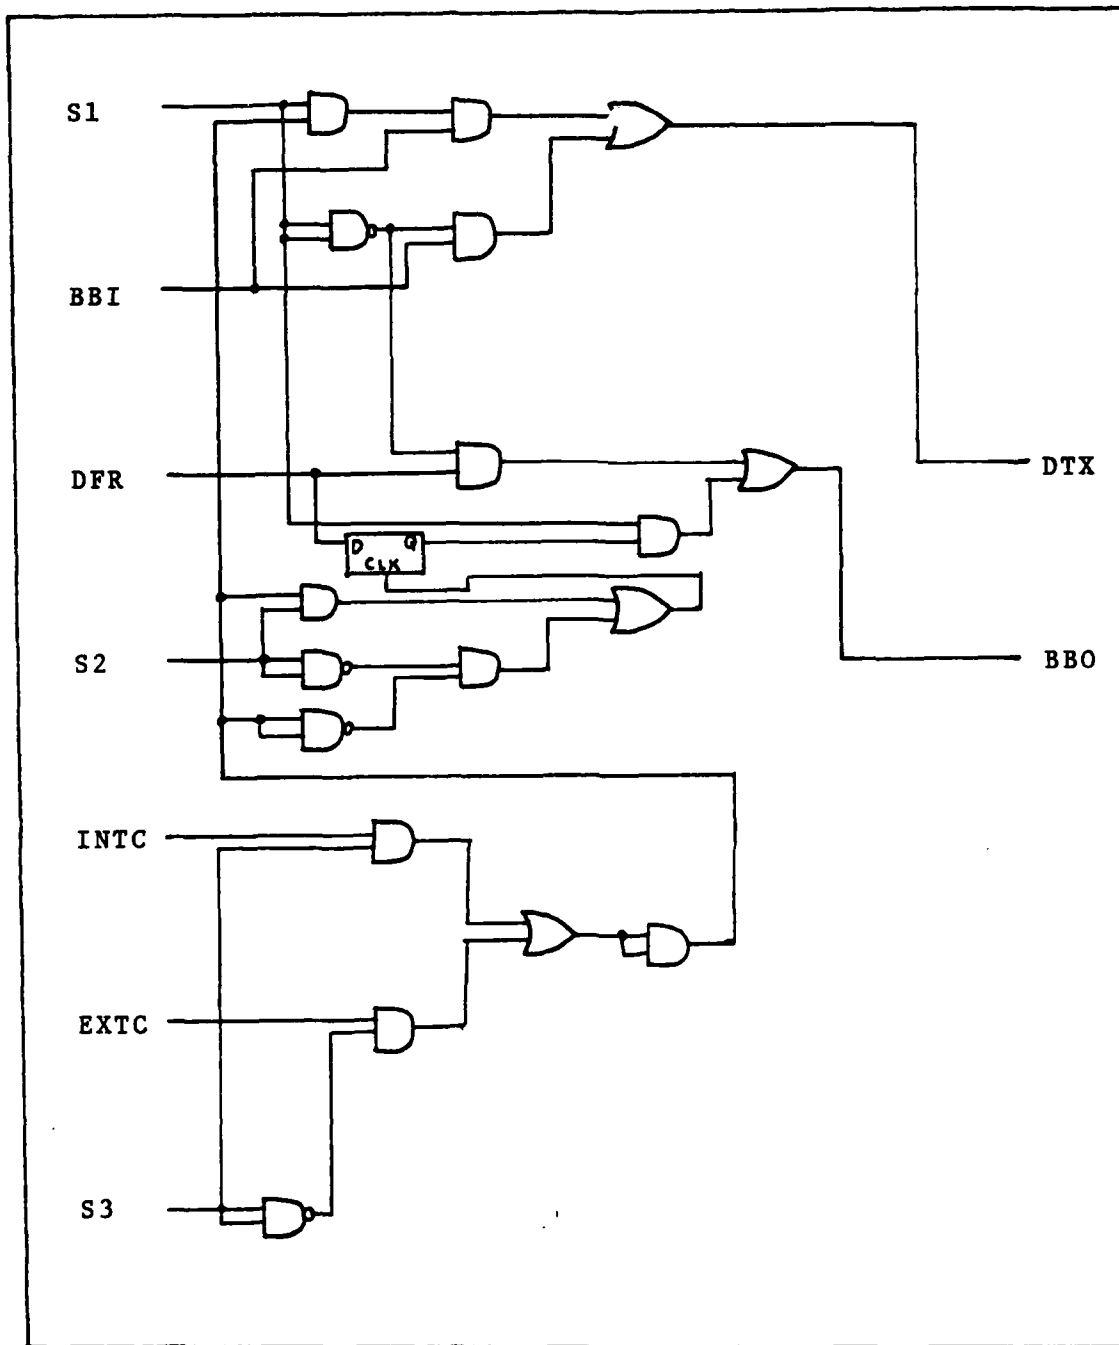 S1
BBI
DFR
DTX
D Q
CLK
S2
BBO
INTC
EXTC
S3